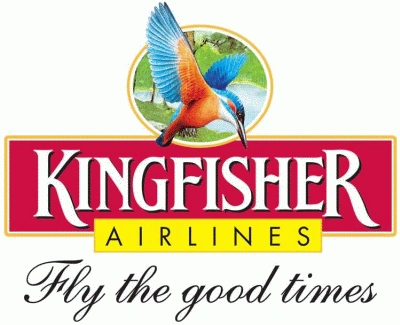 KINGFISHER
AIRLINES
Fly the good times